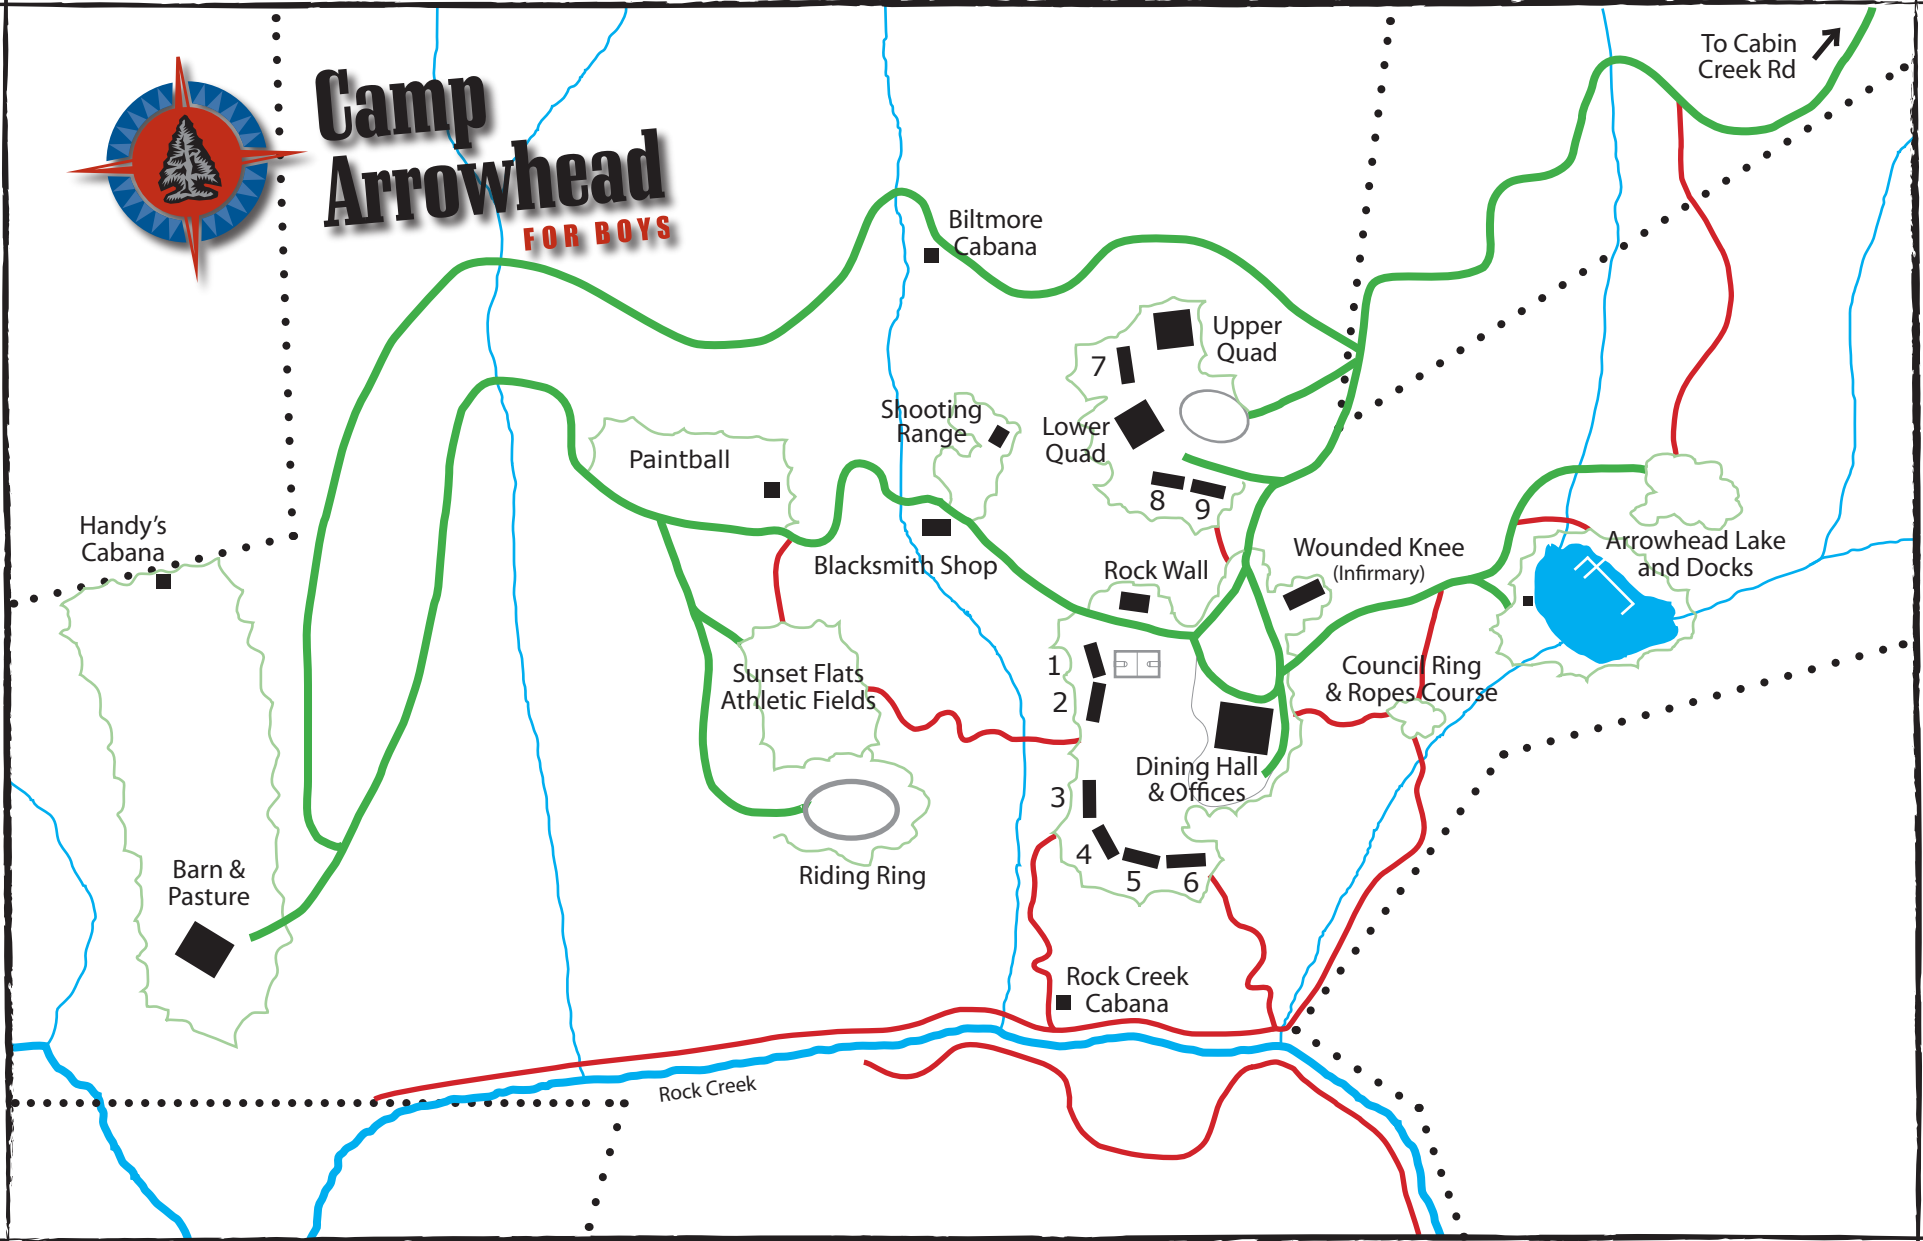 Camp
Arrowhead
FOR BOYS
To Cabin
Creek Rd
Biltmore
Cabana
Upper
Quad
7
Shooting
Range
Lower
Quad
Paintball
8
9
Handy's
Cabana
Blacksmith Shop
Rock Wall
Wounded Knee
(Infirmary)
Arrowhead Lake
and Docks
1
2
Sunset Flats
Athletic Fields
Council Ring
& Ropes Course
Dining Hall
& Offices
3
4
5
6
Riding Ring
Barn &
Pasture
Rock Creek
Cabana
Rock Creek